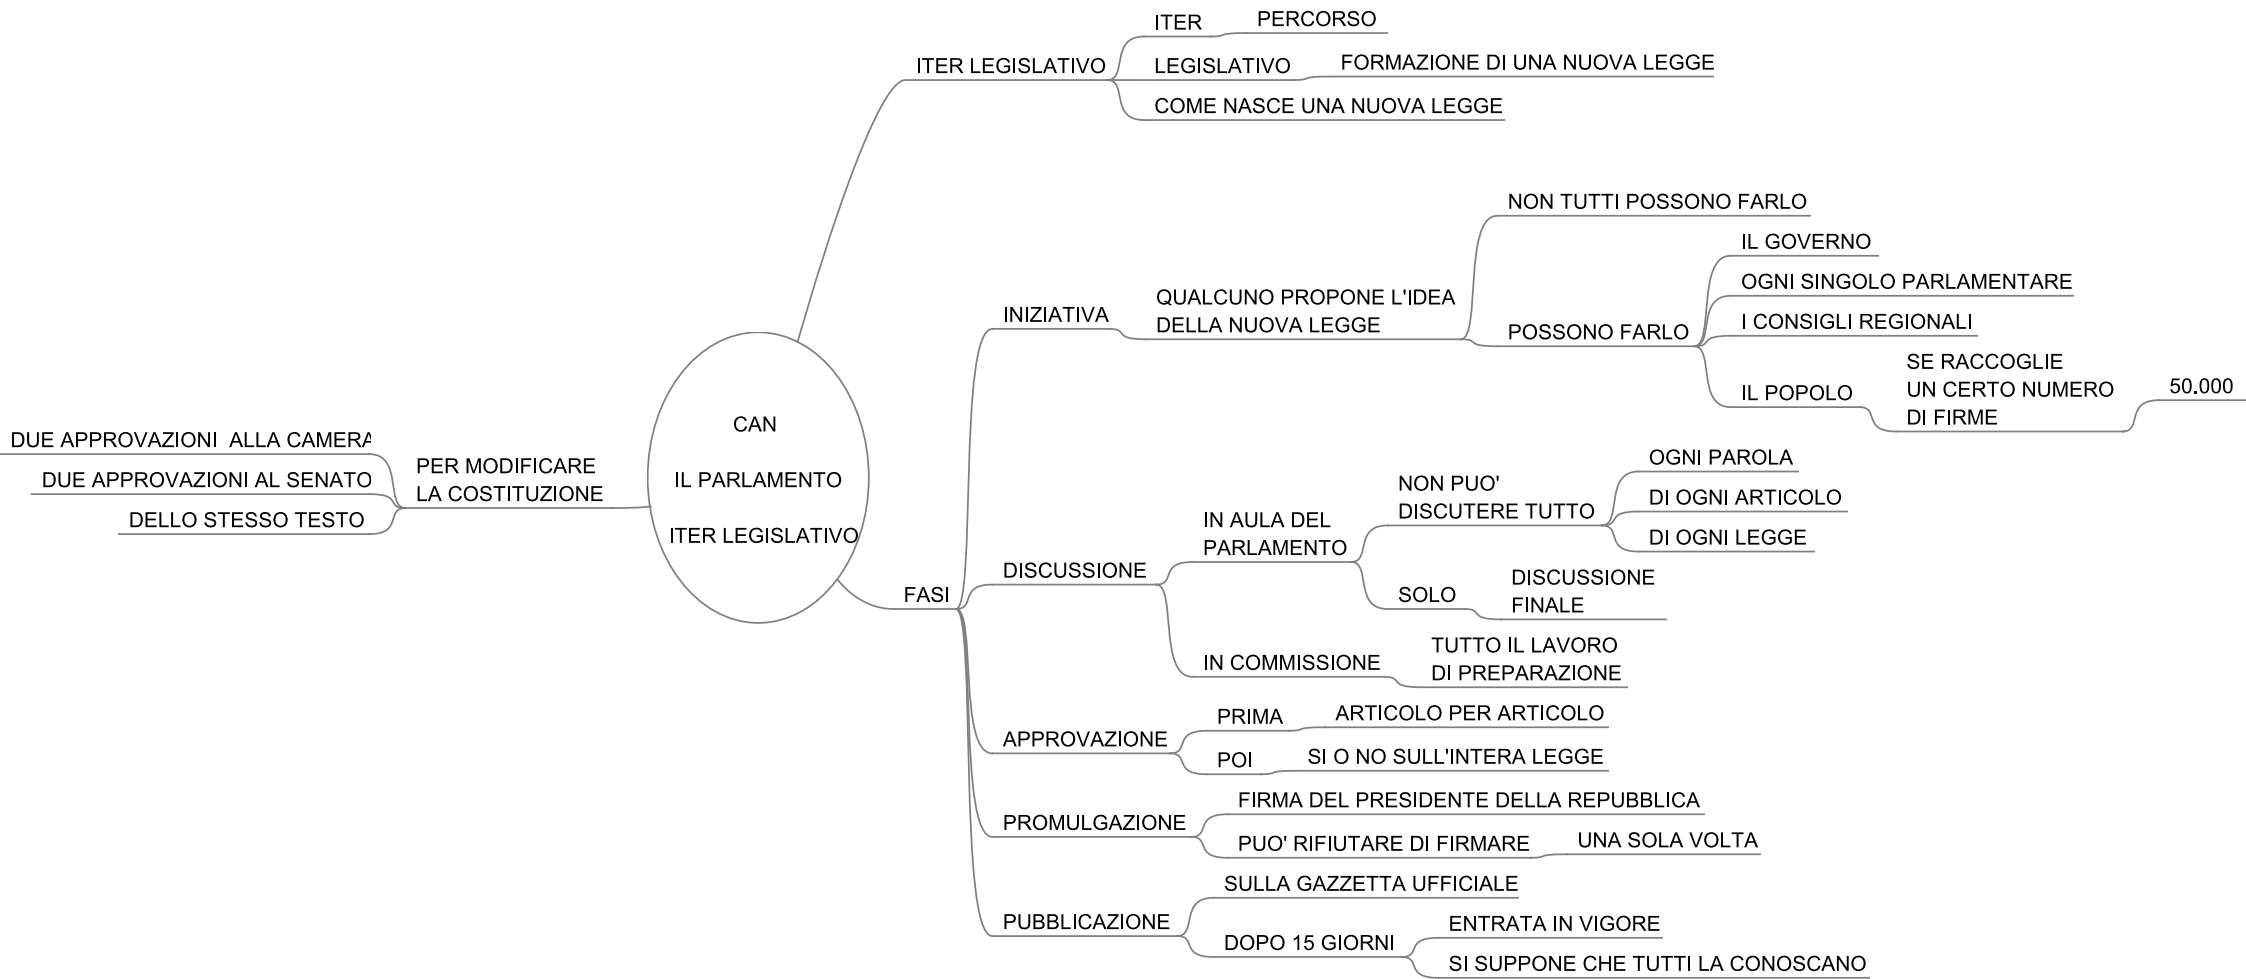 CAN
IL PARLAMENTO
ITER LEGISLATIVO
ITER LEGISLATIVO
ITER
PERCORSO
LEGISLATIVO
FORMAZIONE DI UNA NUOVA LEGGE
COME NASCE UNA NUOVA LEGGE
FASI
INIZIATIVA
QUALCUNO PROPONE L'IDEA
DELLA NUOVA LEGGE
NON TUTTI POSSONO FARLO
POSSONO FARLO
IL GOVERNO
OGNI SINGOLO PARLAMENTARE
I CONSIGLI REGIONALI
IL POPOLO
SE RACCOGLIE
UN CERTO NUMERO
DI FIRME
50.000
DISCUSSIONE
IN AULA DEL
PARLAMENTO
NON PUO'
DISCUTERE TUTTO
OGNI PAROLA
DI OGNI ARTICOLO
DI OGNI LEGGE
SOLO
DISCUSSIONE
FINALE
IN COMMISSIONE
TUTTO IL LAVORO
DI PREPARAZIONE
APPROVAZIONE
PRIMA
ARTICOLO PER ARTICOLO
POI
SI O NO SULL'INTERA LEGGE
PROMULGAZIONE
FIRMA DEL PRESIDENTE DELLA REPUBBLICA
PUO' RIFIUTARE DI FIRMARE
UNA SOLA VOLTA
PUBBLICAZIONE
SULLA GAZZETTA UFFICIALE
DOPO 15 GIORNI
ENTRATA IN VIGORE
SI SUPPONE CHE TUTTI LA CONOSCANO
PER MODIFICARE
LA COSTITUZIONE
DUE APPROVAZIONI  ALLA CAMERA
DUE APPROVAZIONI AL SENATO
DELLO STESSO TESTO